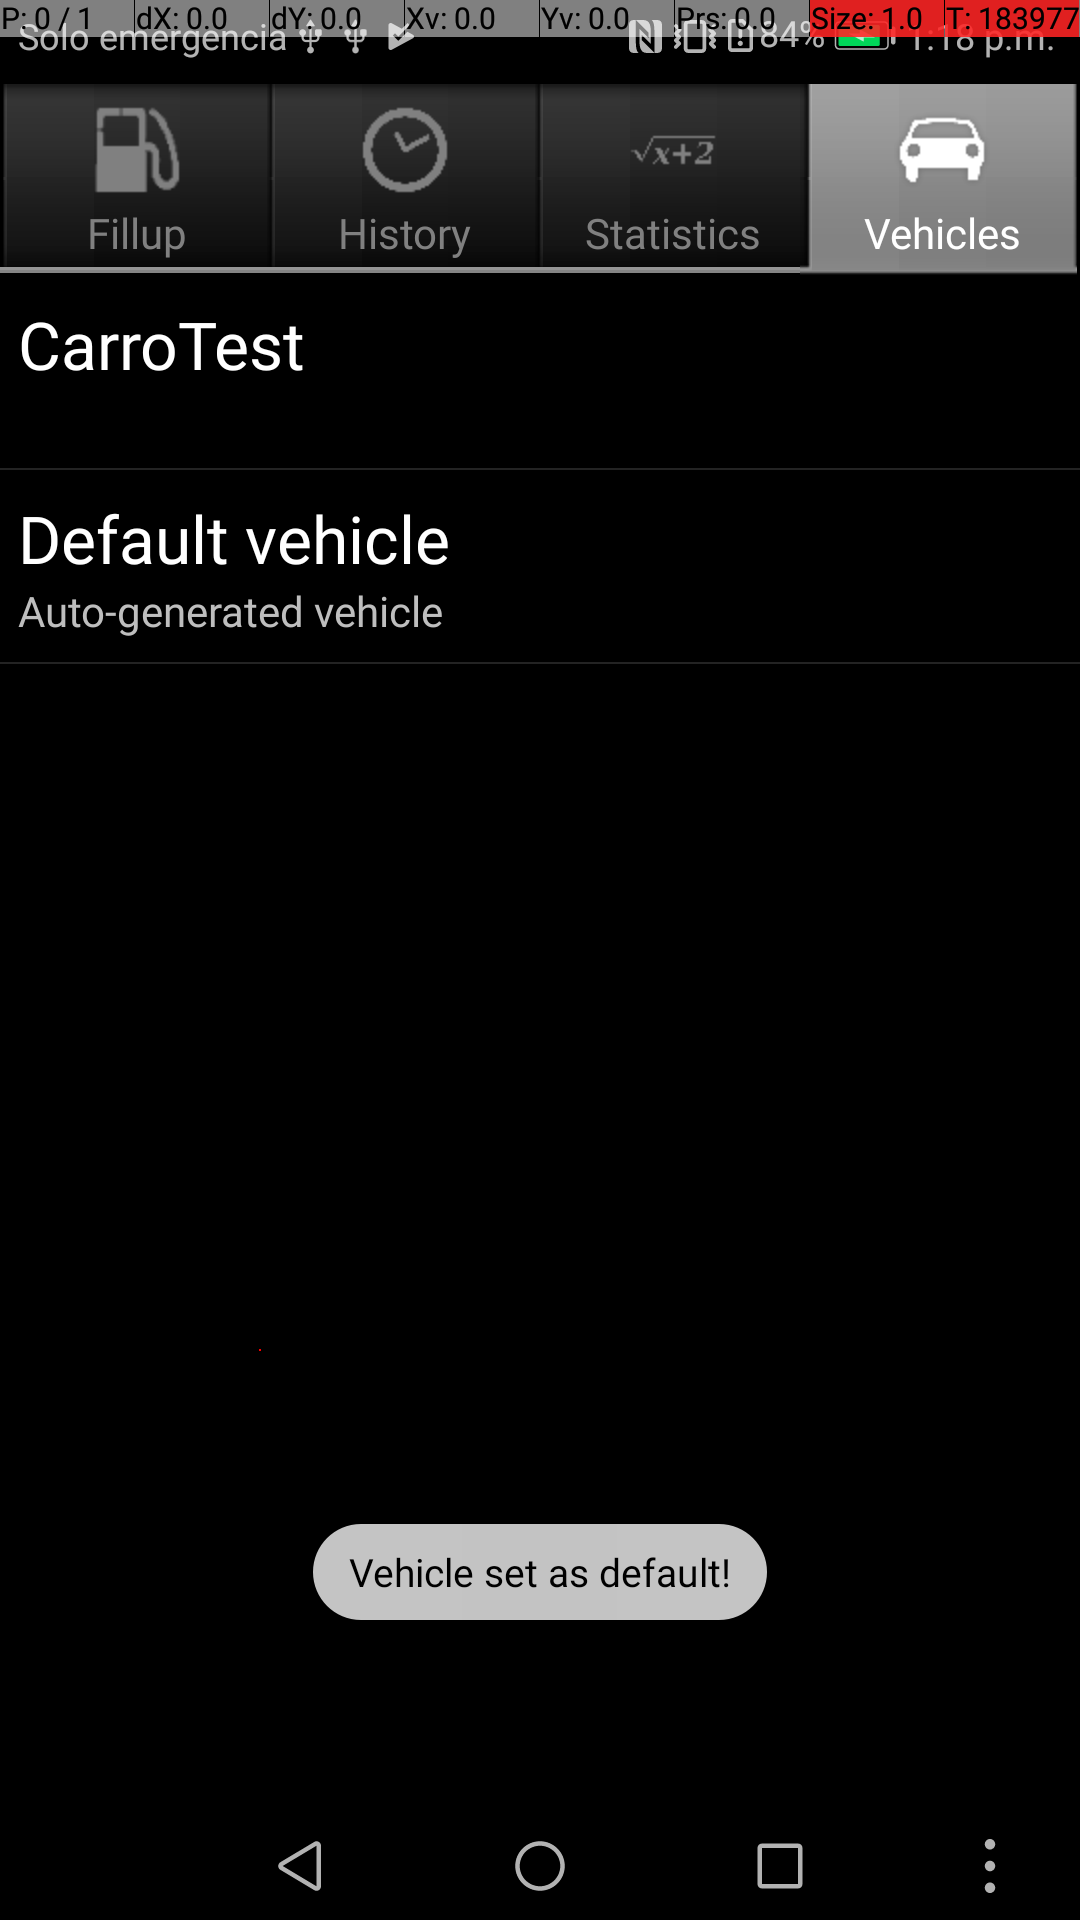 P: 0 / 1 dX: 0.0 dY: 0.0 Xv: 0.0 Yv: 0.0 Prs: 0.0 Size: 1.0 T: 183977
Solo emergencia 84% 1:18 p.m.
√x+2
Fillup History Statistics Vehicles
CarroTest
Default vehicle
Auto-generated vehicle
Vehicle set as default!